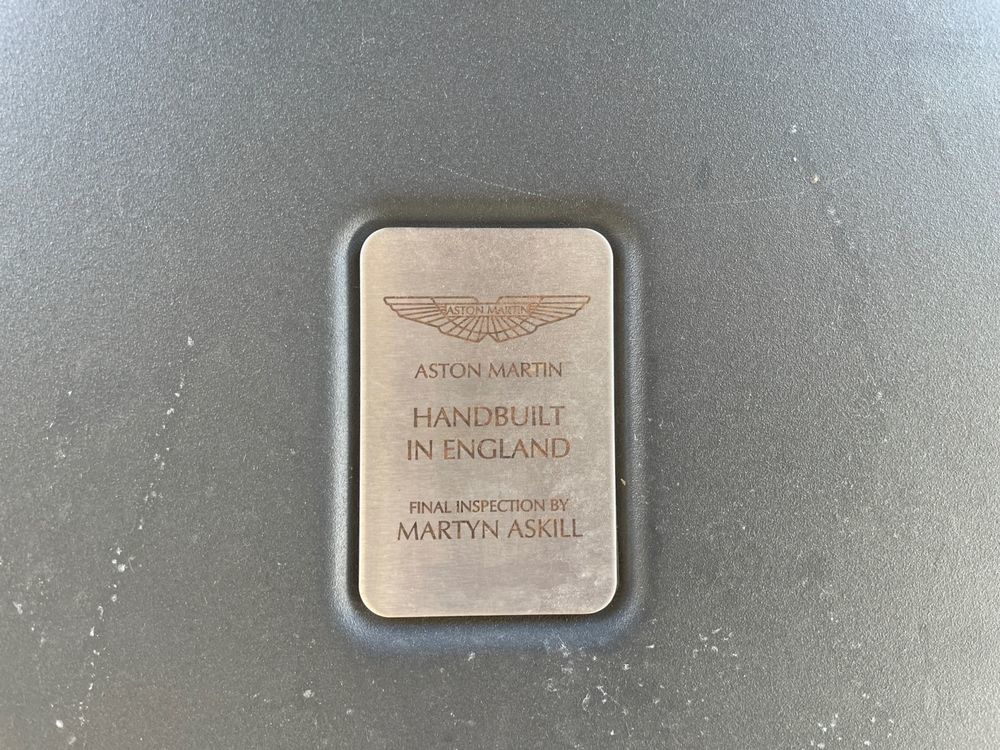 ASTON MARTIN
ASTON MARTIN
HANDBUILT
IN ENGLAND
FINAL INSPECTION BY
MARTYN ASKILL